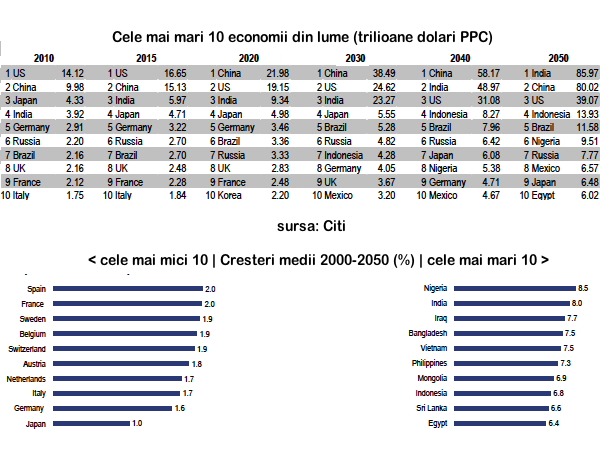 Cele mai mari 10 economii din lume (trilioane dolari PPC)
2010 2015 2020 2030 2040 2050
1 US 14.12 1 US 16.65 1 China 21.98 1 China 38.49 1 China 58.17 1 India 85.97
2 China 9.98 2 China 15.13 2 US 19.15 2 US 24.62 2 India 48.97 2 China 80.02
3 Japan 4.33 3 India 5.97 3 India 9.34 3 India 23.27 3 US 31.08 3 US 39.07
4 India 3.92 4 Japan 4.71 4 Japan 4.98 4 Japan 5.55 4 Indonesia 8.27 4 Indonesia 13.93
5 Germany 2.91 5 Germany 3.22 5 Germany 3.46 5 Brazil 5.28 5 Brazil 7.96 5 Brazil 11.58
6 Russia 2.20 6 Russia 2.70 6 Brazil 3.36 6 Russia 4.82 6 Russia 6.42 6 Nigeria 9.51
7 Brazil 2.16 7 Brazil 2.70 7 Russia 3.33 7 Indonesia 4.28 7 Japan 6.08 7 Russia 7.77
8 UK 2.16 8 UK 2.48 8 UK 2.83 8 Germany 4.05 8 Nigeria 5.38 8 Mexico 6.57
9 France 2.12 9 France 2.28 9 France 2.48 9 UK 3.67 9 Germany 4.71 9 Japan 6.48
10 Italy 1.75 10 Italy 1.84 10 Korea 2.20 10 Mexico 3.20 10 Mexico 4.67 10 Egypt 6.02
sursa: Citi
< cele mai mici 10 | Cresteri medii 2000-2050 (%) | cele mai mari 10 >
Spain 2.0
France 2.0
Sweden 1.9
Belgium 1.9
Switzerland 1.9
Austria 1.8
Netherlands 1.7
Italy 1.7
Germany 1.6
Japan 1.0
Nigeria 8.5
India 8.0
Iraq 7.7
Bangladesh 7.5
Vietnam 7.5
Philippines 7.3
Mongolia 6.9
Indonesia 6.8
Sri Lanka 6.6
Egypt 6.4